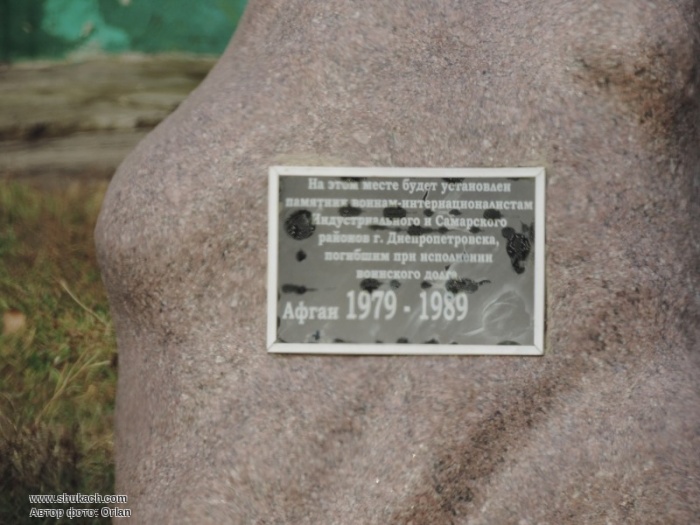 На этом месте будет установлен
памятник воинам-интернационалистам
Индустриального и Самарского
районов г. Днепропетровска,
погибшим при исполнении
воинского долга
Афган 1979 - 1989
www.shukach.com
Автор фото: Orlan